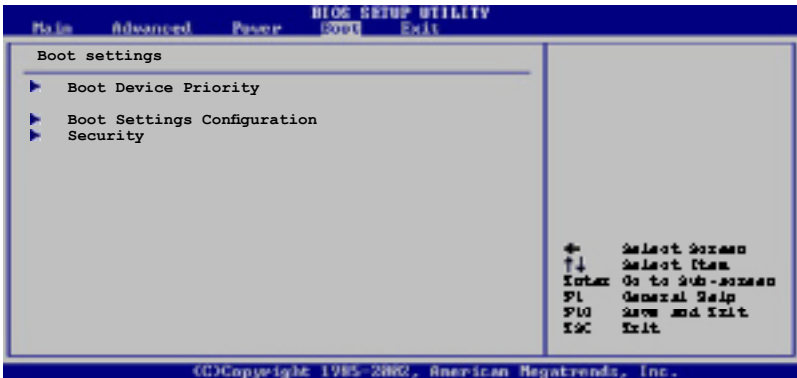 BIOS SETUP UTILITY
Main Advanced Power Boot Exit
Boot settings
Boot Device Priority
Boot Settings Configuration
Security
← Select Screen
↑↓ Select Item
Enter Go to Sub-screen
F1 General Help
F10 Save and Exit
ESC Exit
(C)Copyright 1985-2002, American Megatrends, Inc.